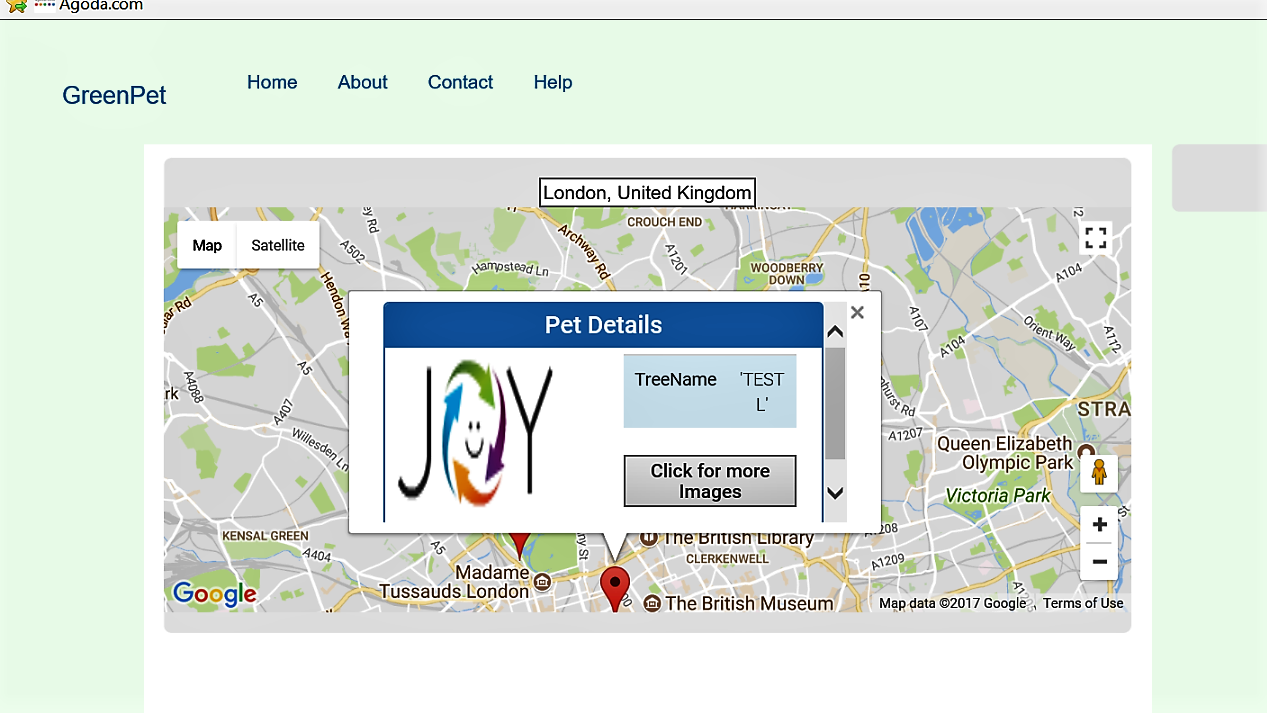 Agoda.com
GreenPet
Home
About
Contact
Help
London, United Kingdom
Map
Satellite
CROUCH END
Archway Rd
A502
Hampstead Ln
A201
WOODBERRY
DOWN
A104
A5
A107
A104
Orient Way
A112
A5
A4088
A407
Willesden Ln
A1207
STRA
Queen Elizabeth
Olympic Park
Victoria Park
Pet Details
JOY
TreeName
'TEST
L'
Click for more
Images
KENSAL GREEN
A404
A5
The British Library
CLERKENWELL
A1209
Madame
Tussauds London
The British Museum
Google
Map data ©2017 Google
Terms of Use